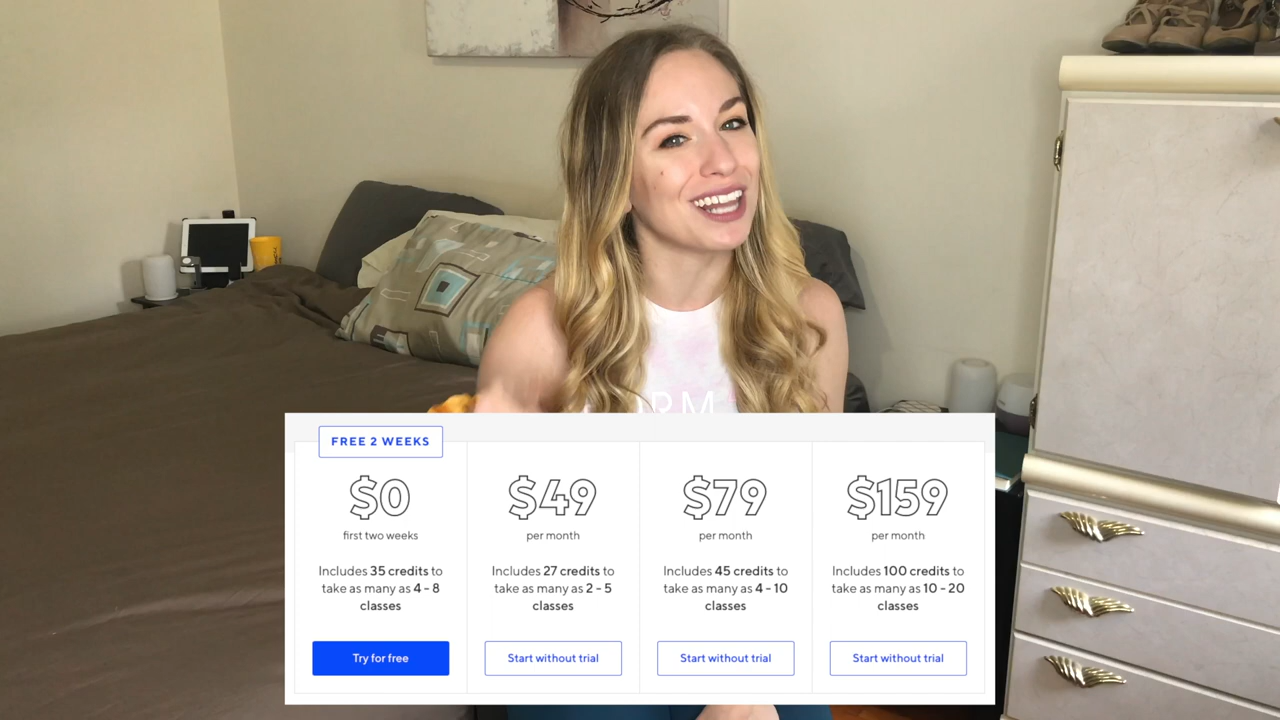 RM
FREE 2 WEEKS
$0
first two weeks
Includes 35 credits to
take as many as 4 - 8
classes
Try for free
$49
per month
Includes 27 credits to
take as many as 2 - 5
classes
Start without trial
$79
per month
Includes 45 credits to
take as many as 4 - 10
classes
Start without trial
$159
per month
Includes 100 credits to
take as many as 10 - 20
classes
Start without trial